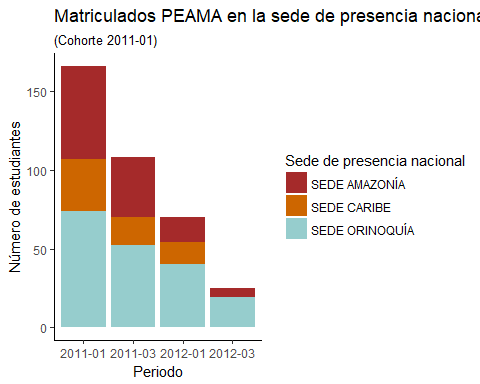 Matriculados PEAMA en la sede de presencia naciona
(Cohorte 2011-01)
Número de estudiantes
150
100
50
0
2011-01 2011-03 2012-01 2012-03
Periodo
Sede de presencia nacional
SEDE AMAZONÍA
SEDE CARIBE
SEDE ORINOQUÍA